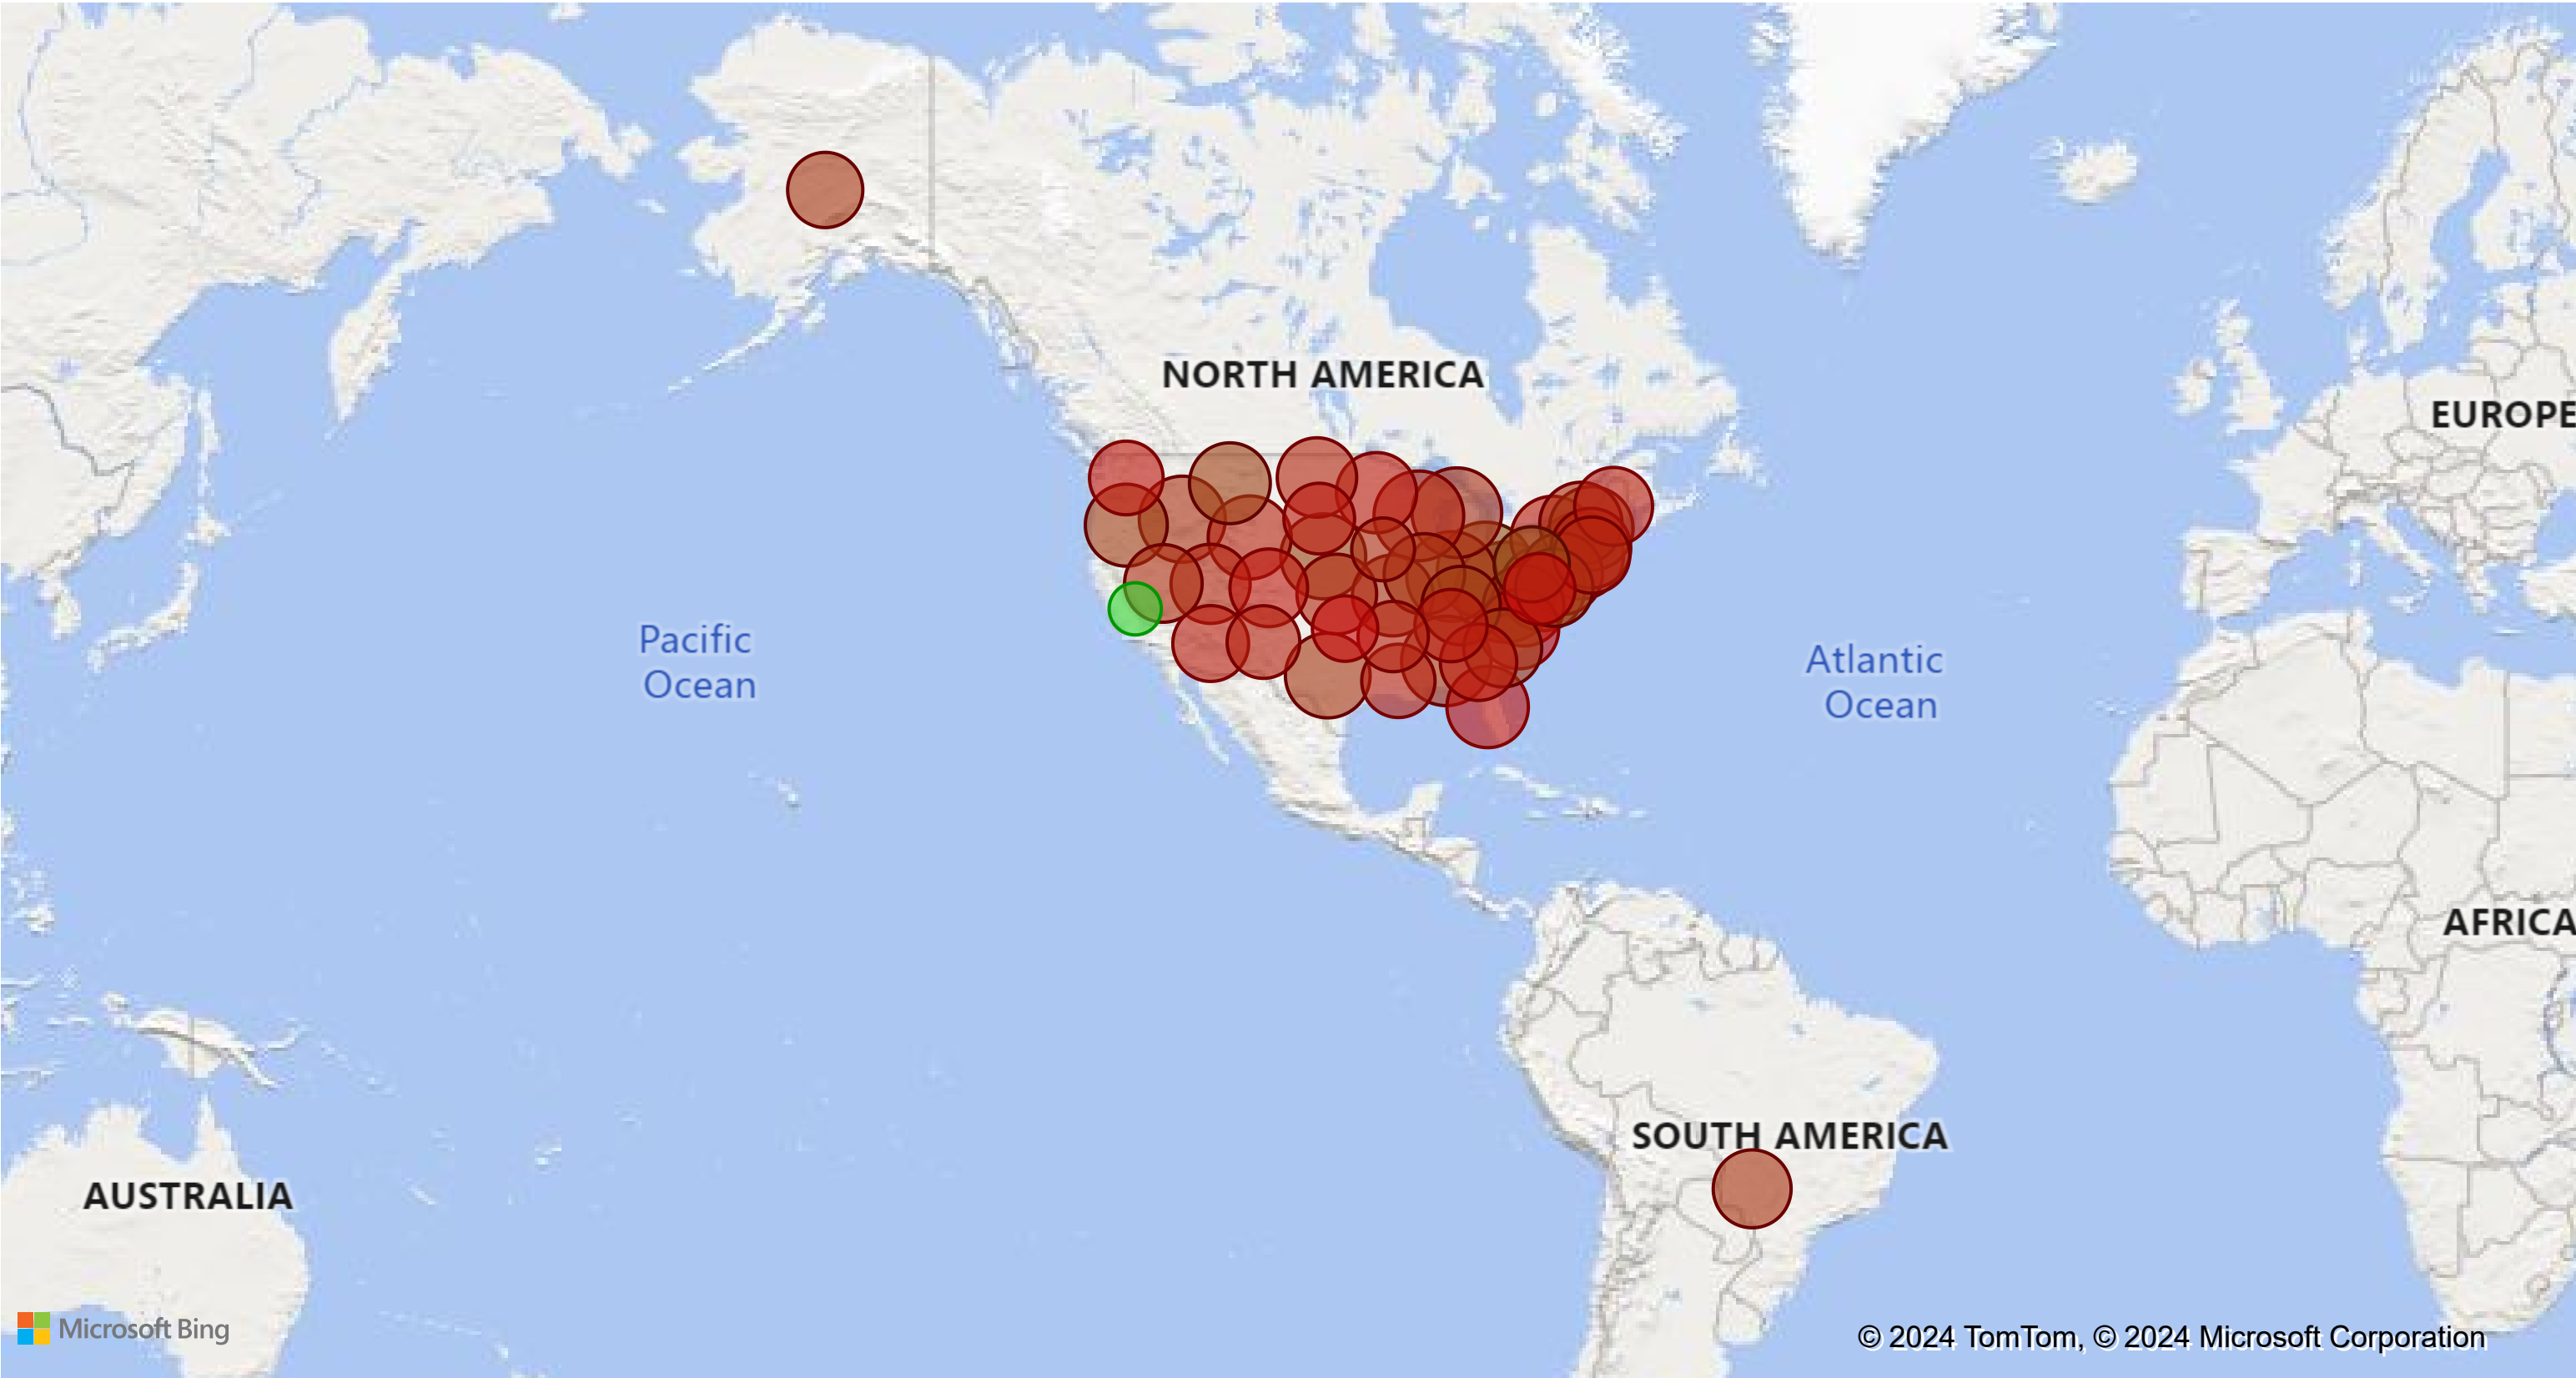 NORTH AMERICA
EUROPE
Pacific
Ocean
Atlantic
Ocean
AFRICA
SOUTH AMERICA
AUSTRALIA
Microsoft Bing
© 2024 TomTom, © 2024 Microsoft Corporation